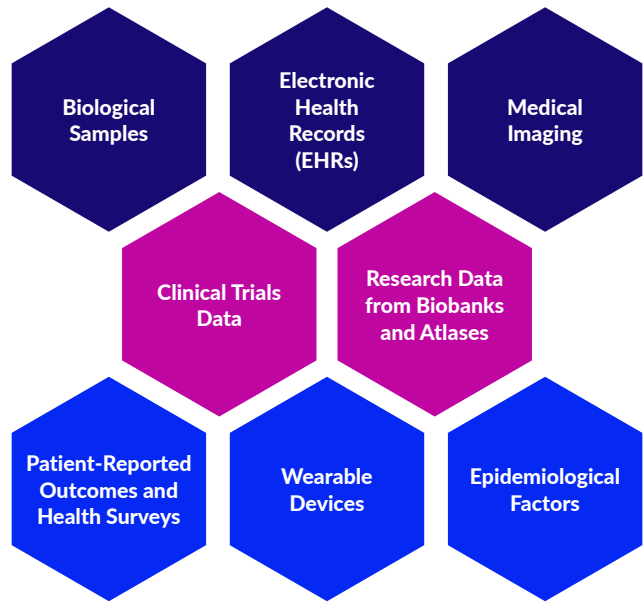 Biological
Samples
Electronic
Health
Records
(EHRs)
Medical
Imaging
Clinical Trials
Data
Research Data
from Biobanks
and Atlases
Patient-Reported
Outcomes and
Health Surveys
Wearable
Devices
Epidemiological
Factors